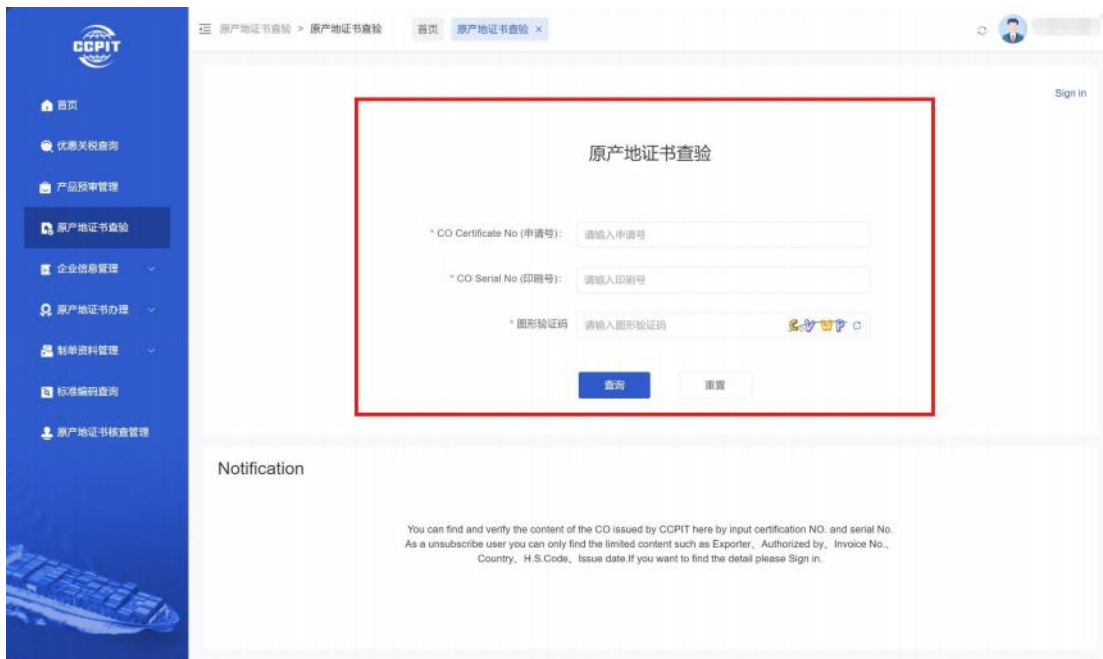 CCPIT
首页
优惠关税查询
产品预审管理
原产地证书查验
企业信息管理
原产地证书办理
制单资料管理
标准编码查询
原产地证书核查管理
原产地证书查验 > 原产地证书查验 首页 原产地证书查验 ×
Sign in
原产地证书查验
* CO Certificate No (申请号): 请输入申请号
* CO Serial No (印刷号): 请输入印刷号
* 图形验证码 请输入图形验证码
查询 重置
Notification
You can find and verify the content of the CO issued by CCPIT here by input certification NO. and serial No.
As a unsubscribe user you can only find the limited content such as Exporter、Authorized by、Invoice No.、
Country、H.S.Code、Issue date.If you want to find the detail please Sign in.